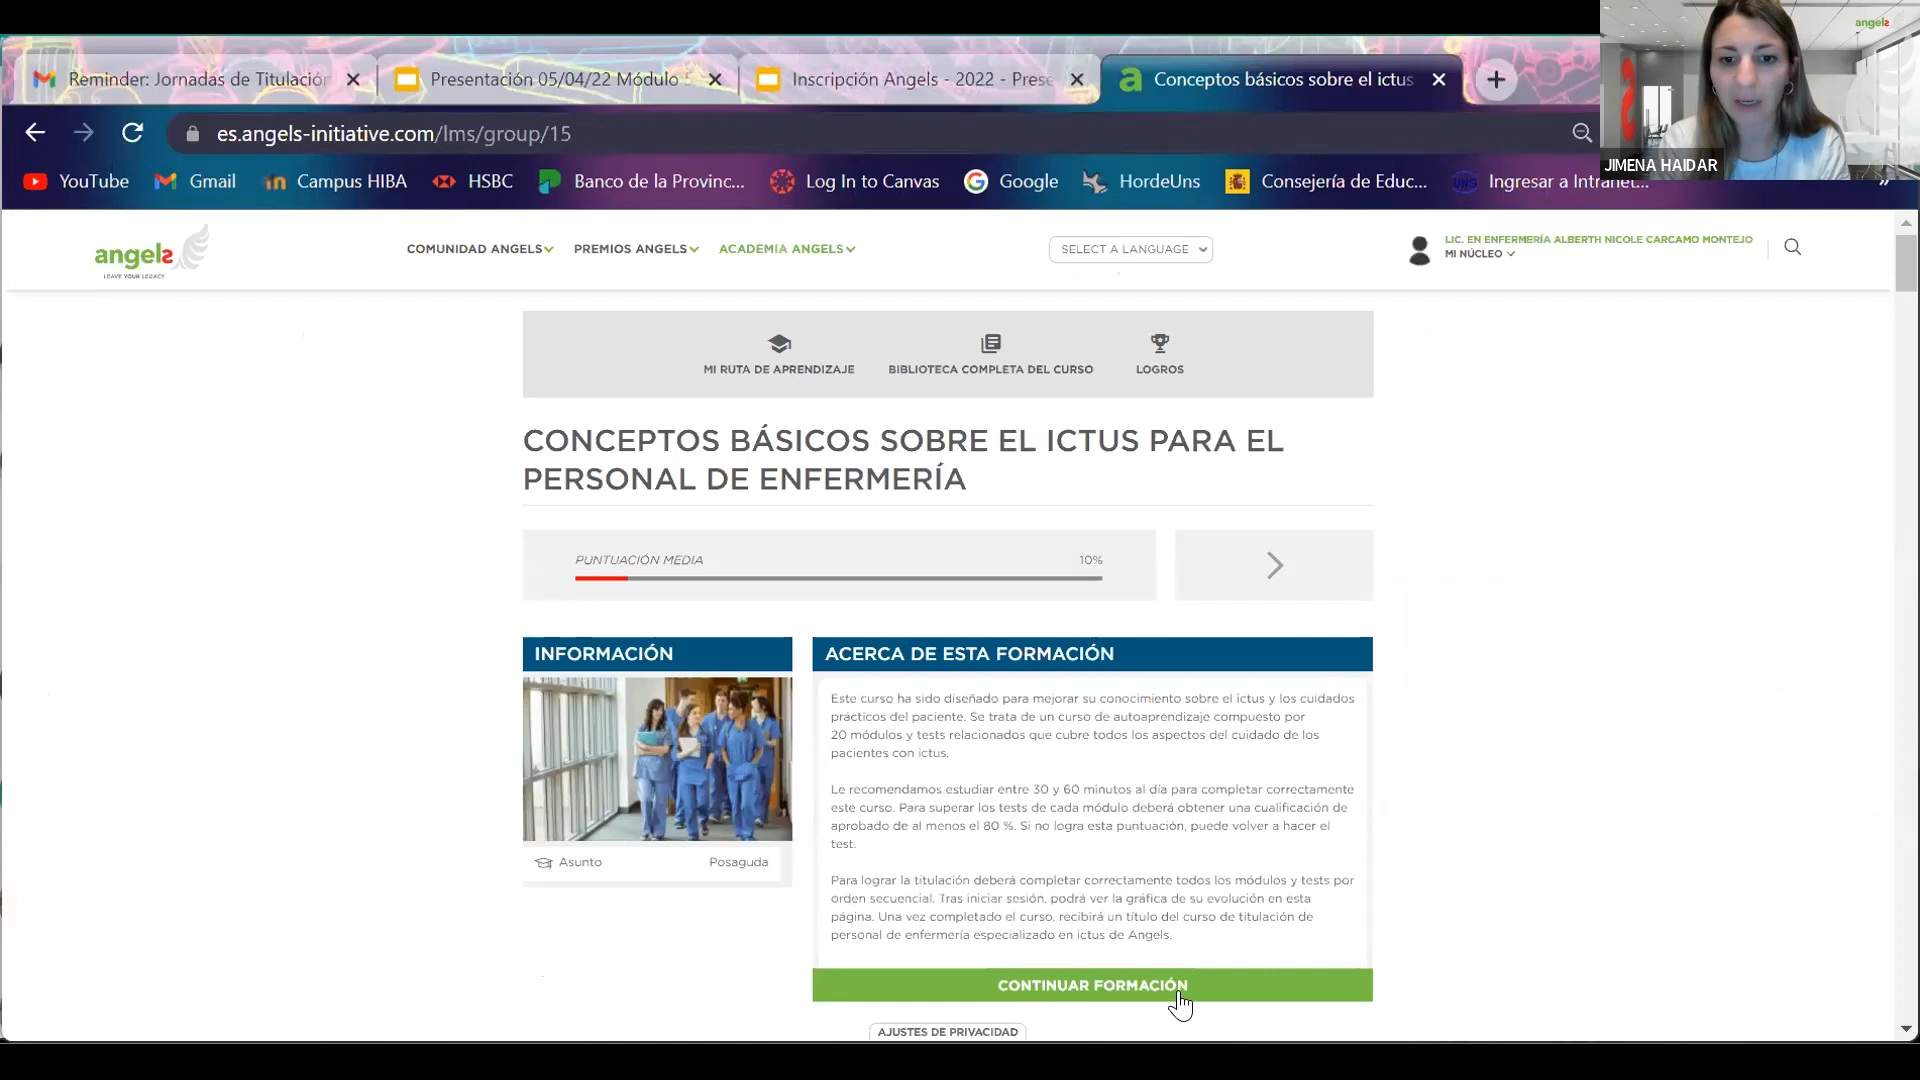 Reminder: Jornadas de Titulación
Presentación 05/04/22 Módulo 5
Inscripción Angels - 2022 - Prese
Conceptos básicos sobre el ictus
angels
es.angels-initiative.com/lms/group/15
JIMENA HAIDAR
YouTube
Gmail
Campus HIBA
HSBC
Banco de la Provinc...
Log In to Canvas
Google
HordeUns
Consejería de Educ...
Ingresar a Intranet...
angels
LEAVE YOUR LEGACY
COMUNIDAD ANGELS
PREMIOS ANGELS
ACADEMIA ANGELS
SELECT A LANGUAGE
LIC. EN ENFERMERÍA ALBERTH NICOLE CARCAMO MONTEJO
MI NÚCLEO
MI RUTA DE APRENDIZAJE
BIBLIOTECA COMPLETA DEL CURSO
LOGROS
CONCEPTOS BÁSICOS SOBRE EL ICTUS PARA EL
PERSONAL DE ENFERMERÍA
PUNTUACIÓN MEDIA 10%
INFORMACIÓN
Asunto Posaguda
ACERCA DE ESTA FORMACIÓN
Este curso ha sido diseñado para mejorar su conocimiento sobre el ictus y los cuidados
prácticos del paciente. Se trata de un curso de autoaprendizaje compuesto por
20 módulos y tests relacionados que cubre todos los aspectos del cuidado de los
pacientes con ictus.
Le recomendamos estudiar entre 30 y 60 minutos al día para completar correctamente
este curso. Para superar los tests de cada módulo deberá obtener una cualificación de
aprobado de al menos el 80 %. Si no logra esta puntuación, puede volver a hacer el
test.
Para lograr la titulación deberá completar correctamente todos los módulos y tests por
orden secuencial. Tras iniciar sesión, podrá ver la gráfica de su evolución en esta
página. Una vez completado el curso, recibirá un título del curso de titulación de
personal de enfermería especializado en ictus de Angels.
CONTINUAR FORMACIÓN
AJUSTES DE PRIVACIDAD